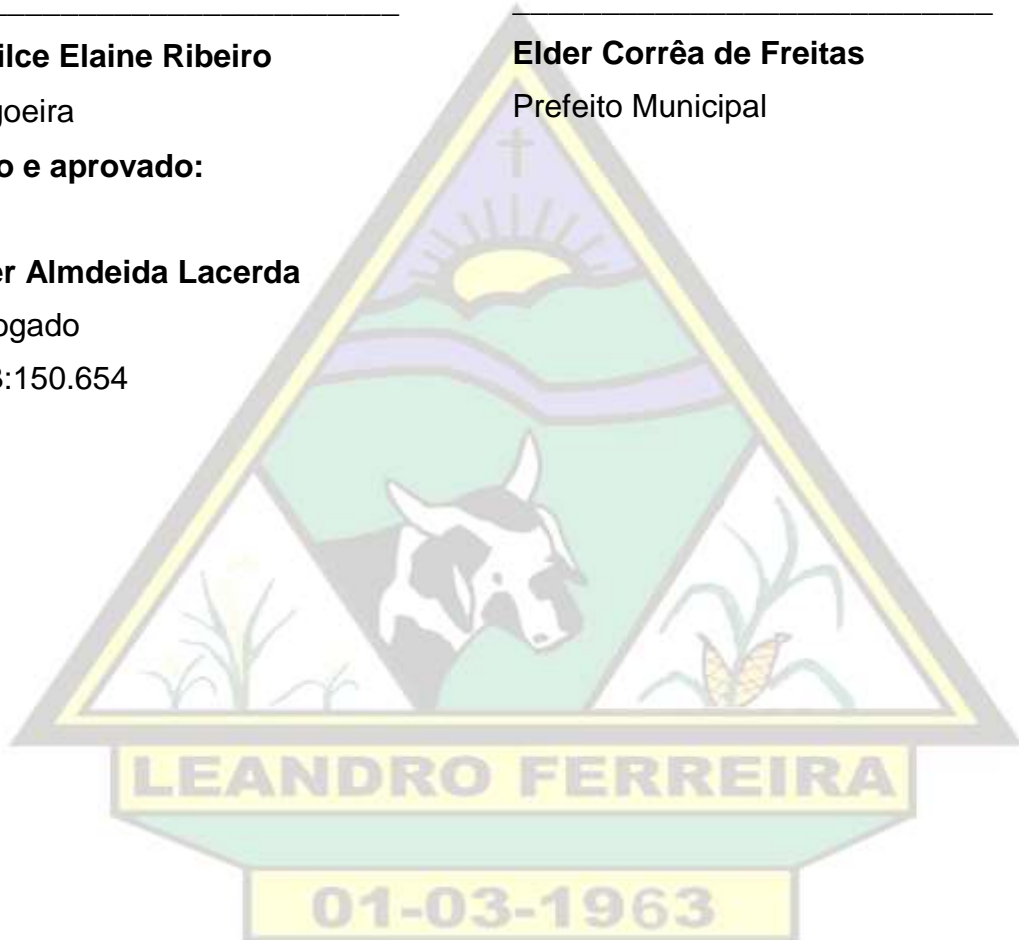 ilce Elaine Ribeiro
goeira
o e aprovado:
er Almdeida Lacerda
ogado
B:150.654
Elder Corrêa de Freitas
Prefeito Municipal
LEANDRO FERREIRA
01-03-1963